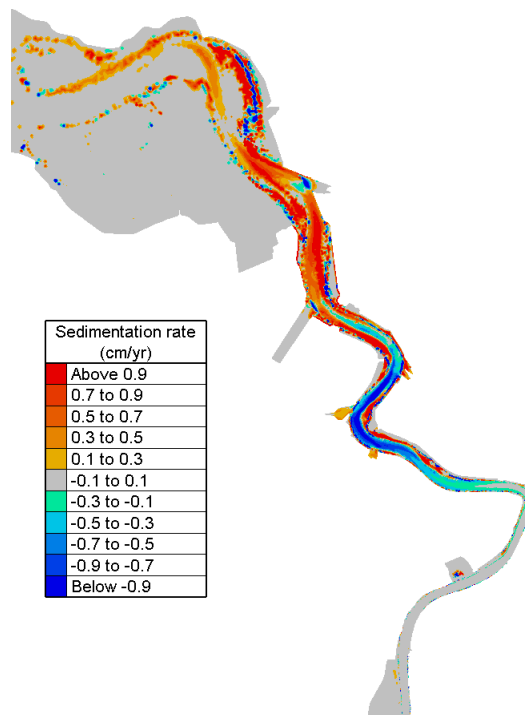 Sedimentation rate
(cm/yr)
Above 0.9
0.7 to 0.9
0.5 to 0.7
0.3 to 0.5
0.1 to 0.3
-0.1 to 0.1
-0.3 to -0.1
-0.5 to -0.3
-0.7 to -0.5
-0.9 to -0.7
Below -0.9